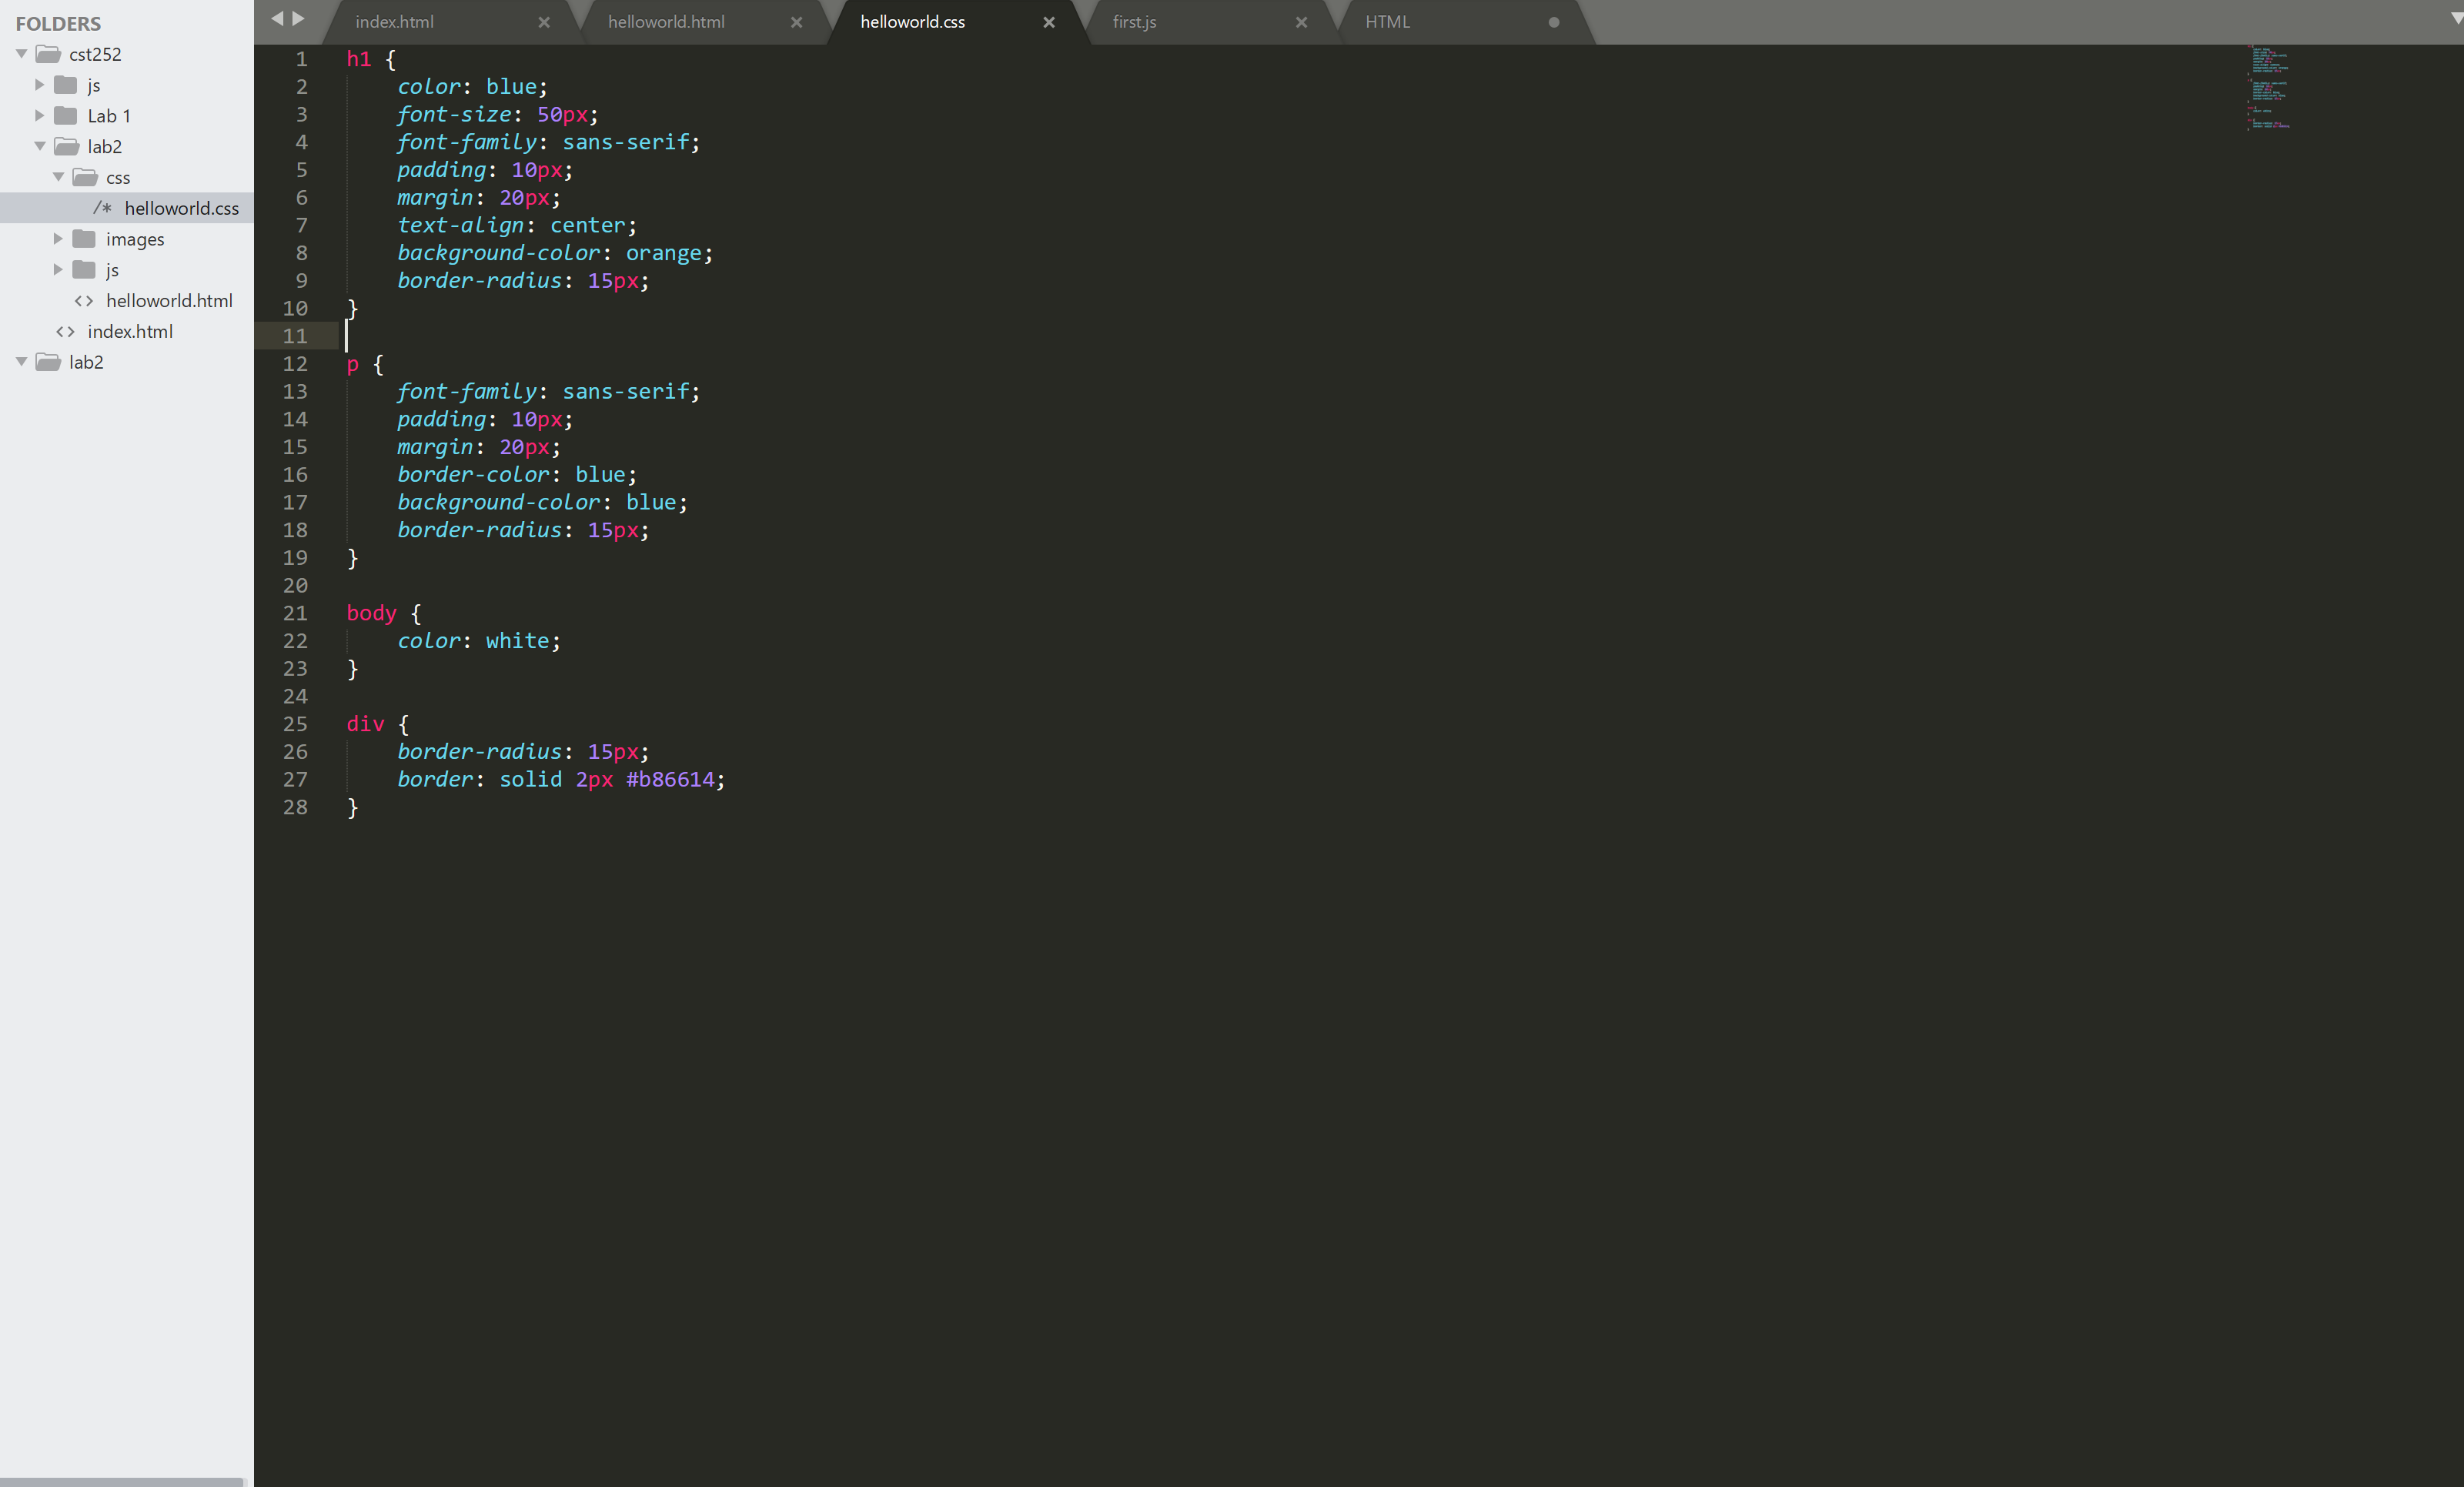 FOLDERS
cst252
js
Lab 1
lab2
css
/* helloworld.css
images
js
<> helloworld.html
<> index.html
lab2
index.html × helloworld.html × helloworld.css × first.js × HTML
1 h1 {
2 color: blue;
3 font-size: 50px;
4 font-family: sans-serif;
5 padding: 10px;
6 margin: 20px;
7 text-align: center;
8 background-color: orange;
9 border-radius: 15px;
10 }
11
12 p {
13 font-family: sans-serif;
14 padding: 10px;
15 margin: 20px;
16 border-color: blue;
17 background-color: blue;
18 border-radius: 15px;
19 }
20
21 body {
22 color: white;
23 }
24
25 div {
26 border-radius: 15px;
27 border: solid 2px #b86614;
28 }